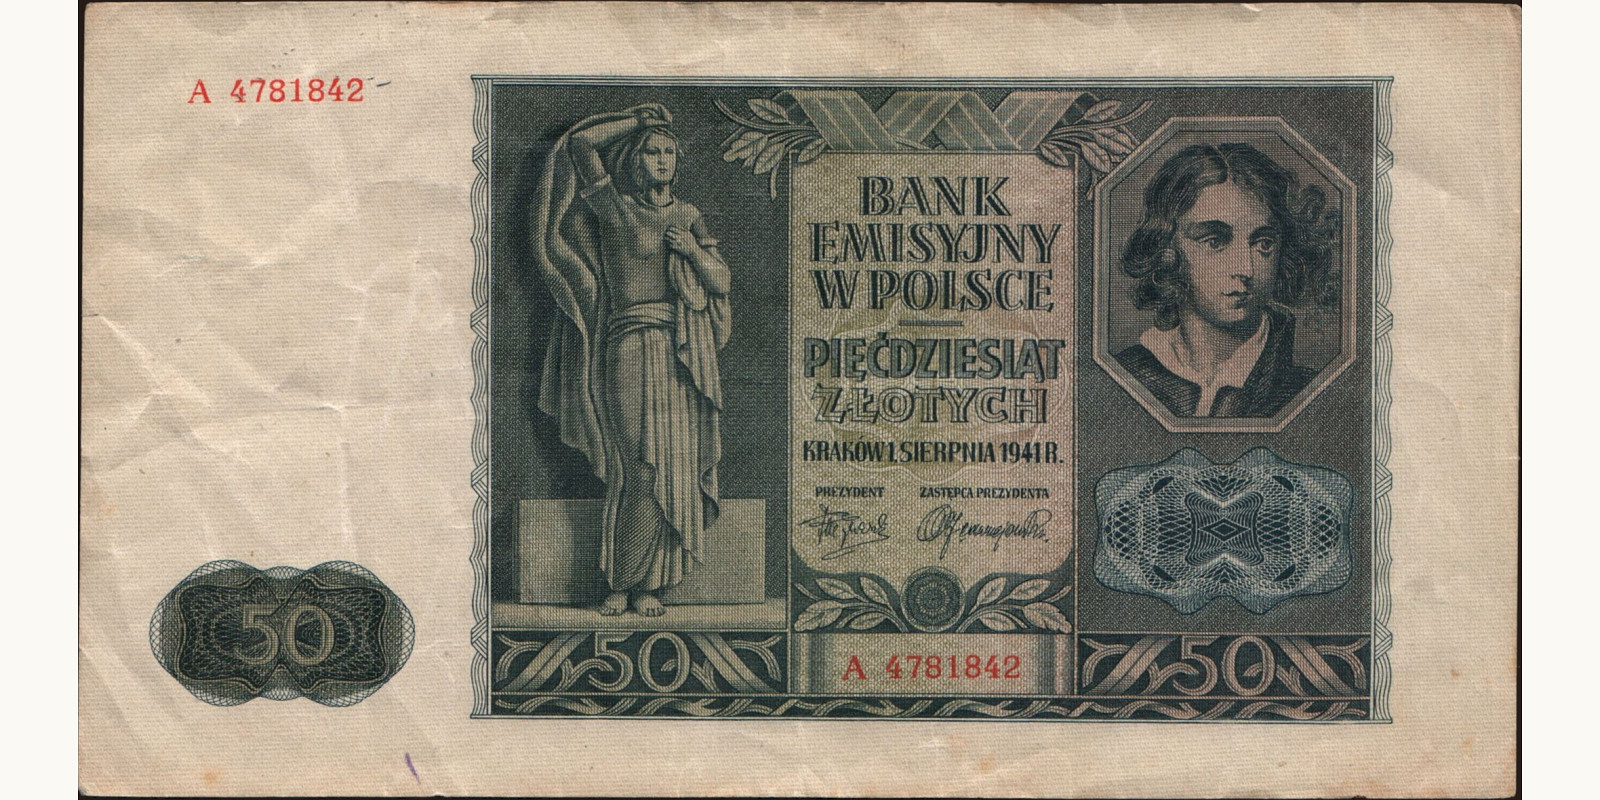 A 4781842
BANK
EMISYJNY
W POLSCE
PIĘĆDZIESIĄT
ZŁOTYCH
KRAKÓW 1. SIERPNIA 1941 R.
PREZYDENT ZASTĘPCA PREZYDENTA
50
50 A 4781842 50